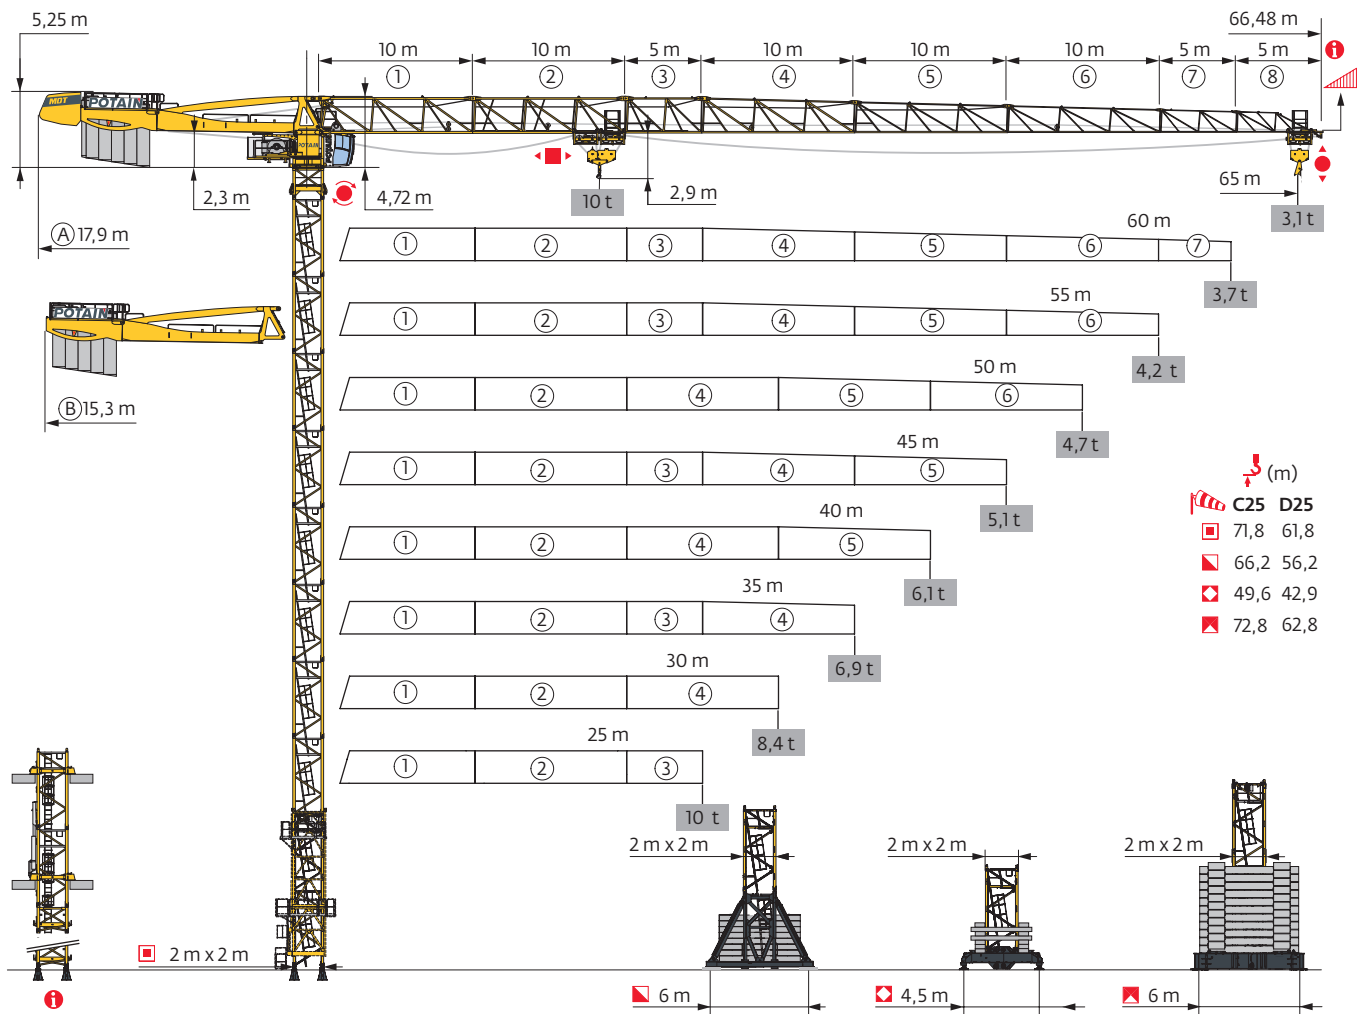 5,25 m
66,48 m
10 m 10 m 5 m 10 m 10 m 10 m 5 m 5 m
1 2 3 4 5 6 7 8
i
MDT POTAIN
POTAIN
2,3 m
4,72 m
10 t
2,9 m
65 m
3,1 t
A 17,9 m
60 m
1 2 3 4 5 6 7
3,7 t
POTAIN
55 m
1 2 3 4 5 6
4,2 t
B 15,3 m
50 m
1 2 4 5 6
4,7 t
45 m
1 2 3 4 5
5,1 t
(m)
C25 D25
71,8 61,8
66,2 56,2
49,6 42,9
72,8 62,8
40 m
1 2 4 5
6,1 t
35 m
1 2 3 4
6,9 t
30 m
1 2 4
8,4 t
25 m
1 2 3
10 t
2 m x 2 m
2 m x 2 m
2 m x 2 m
2 m x 2 m
i
6 m
4,5 m
6 m